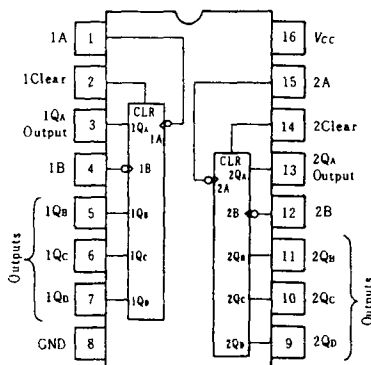 1A 1
1Clear 2
1QA Output 3
1B 4
1QB 5
1QC 6
1QD 7
GND 8
Outputs
CLR
1QA
1A
1B
1QB
1QC
1QD
16 Vcc
15 2A
14 2Clear
13 2QA Output
12 2B
11 2QB
10 2QC
9 2QD
Outputs
CLR
2QA
2A
2B
2QB
2QC
2QD